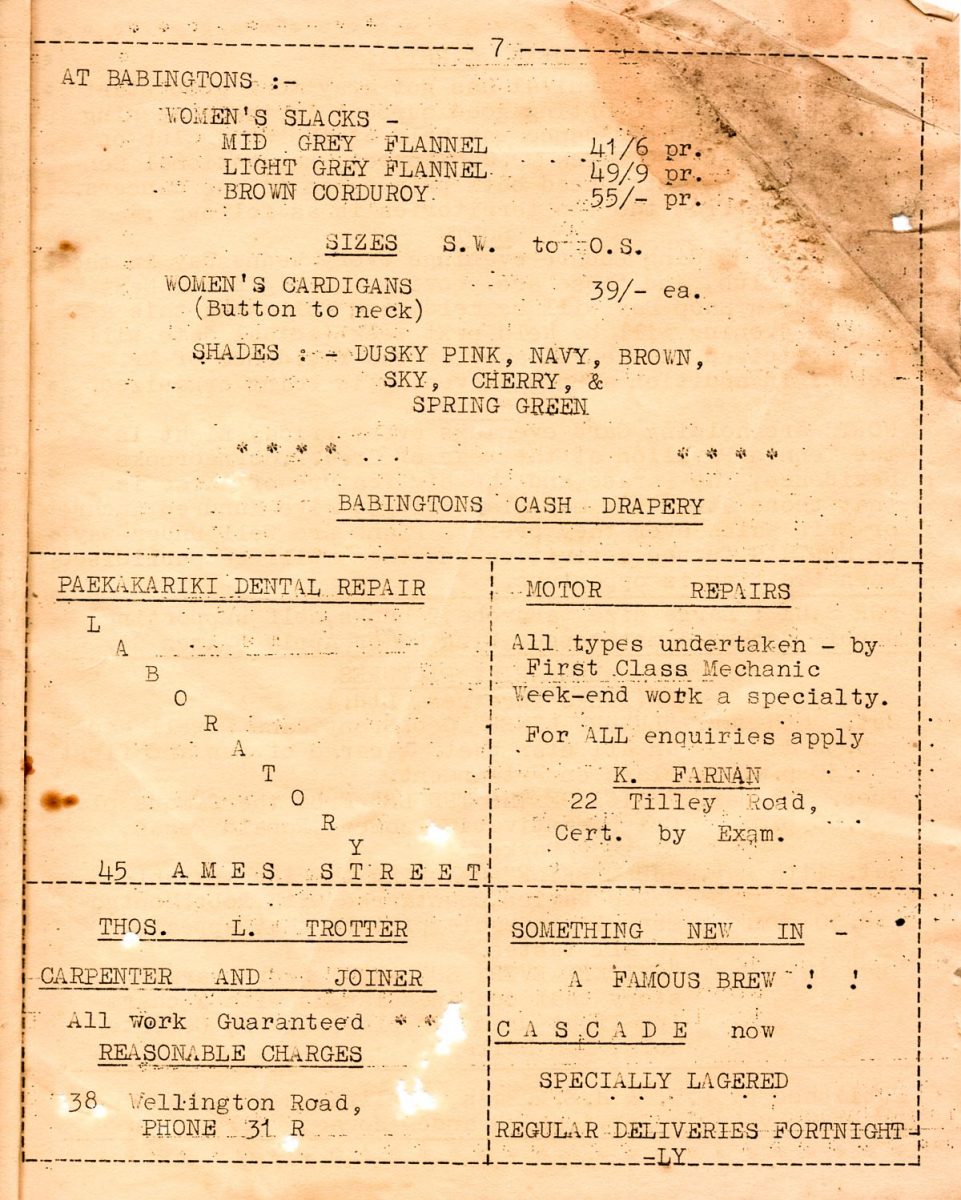 7
AT BABINGTONS :-
WOMEN'S SLACKS -
MID GREY FLANNEL 41/6 pr.
LIGHT GREY FLANNEL 49/9 pr.
BROWN CORDUROY 55/- pr.
SIZES S.W. to O.S.
WOMEN'S CARDIGANS 39/- ea.
(Button to neck)
SHADES : - DUSKY PINK, NAVY, BROWN,
SKY, CHERRY, &
SPRING GREEN
* * * * * * * *
BABINGTONS CASH DRAPERY
PAEKAKARIKI DENTAL REPAIR
L
A
B
O
R
A
T
O
R
Y
45 AMES STREET
MOTOR REPAIRS
All types undertaken - by
First Class Mechanic
Week-end work a specialty.
For ALL enquiries apply
K. FARNAN
22 Tilley Road,
Cert. by Exam.
THOS. L. TROTTER
CARPENTER AND JOINER
All work Guaranteed * *
REASONABLE CHARGES
38 Wellington Road,
PHONE 31 R
SOMETHING NEW IN -
A FAMOUS BREW ! !
CASCADE now
SPECIALLY LAGERED
REGULAR DELIVERIES FORTNIGHT-
-LY